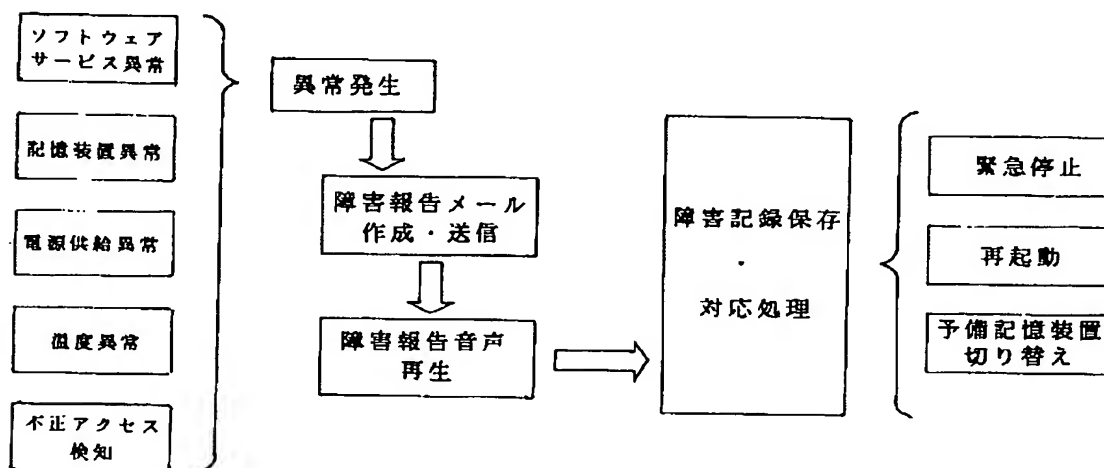 ソフトウェア
サービス異常
記憶装置異常
電源供給異常
温度異常
不正アクセス
検知
異常発生
障害報告メール
作成・送信
障害報告音声
再生
障害記録保存
・
対応処理
緊急停止
再起動
予備記憶装置
切り替え